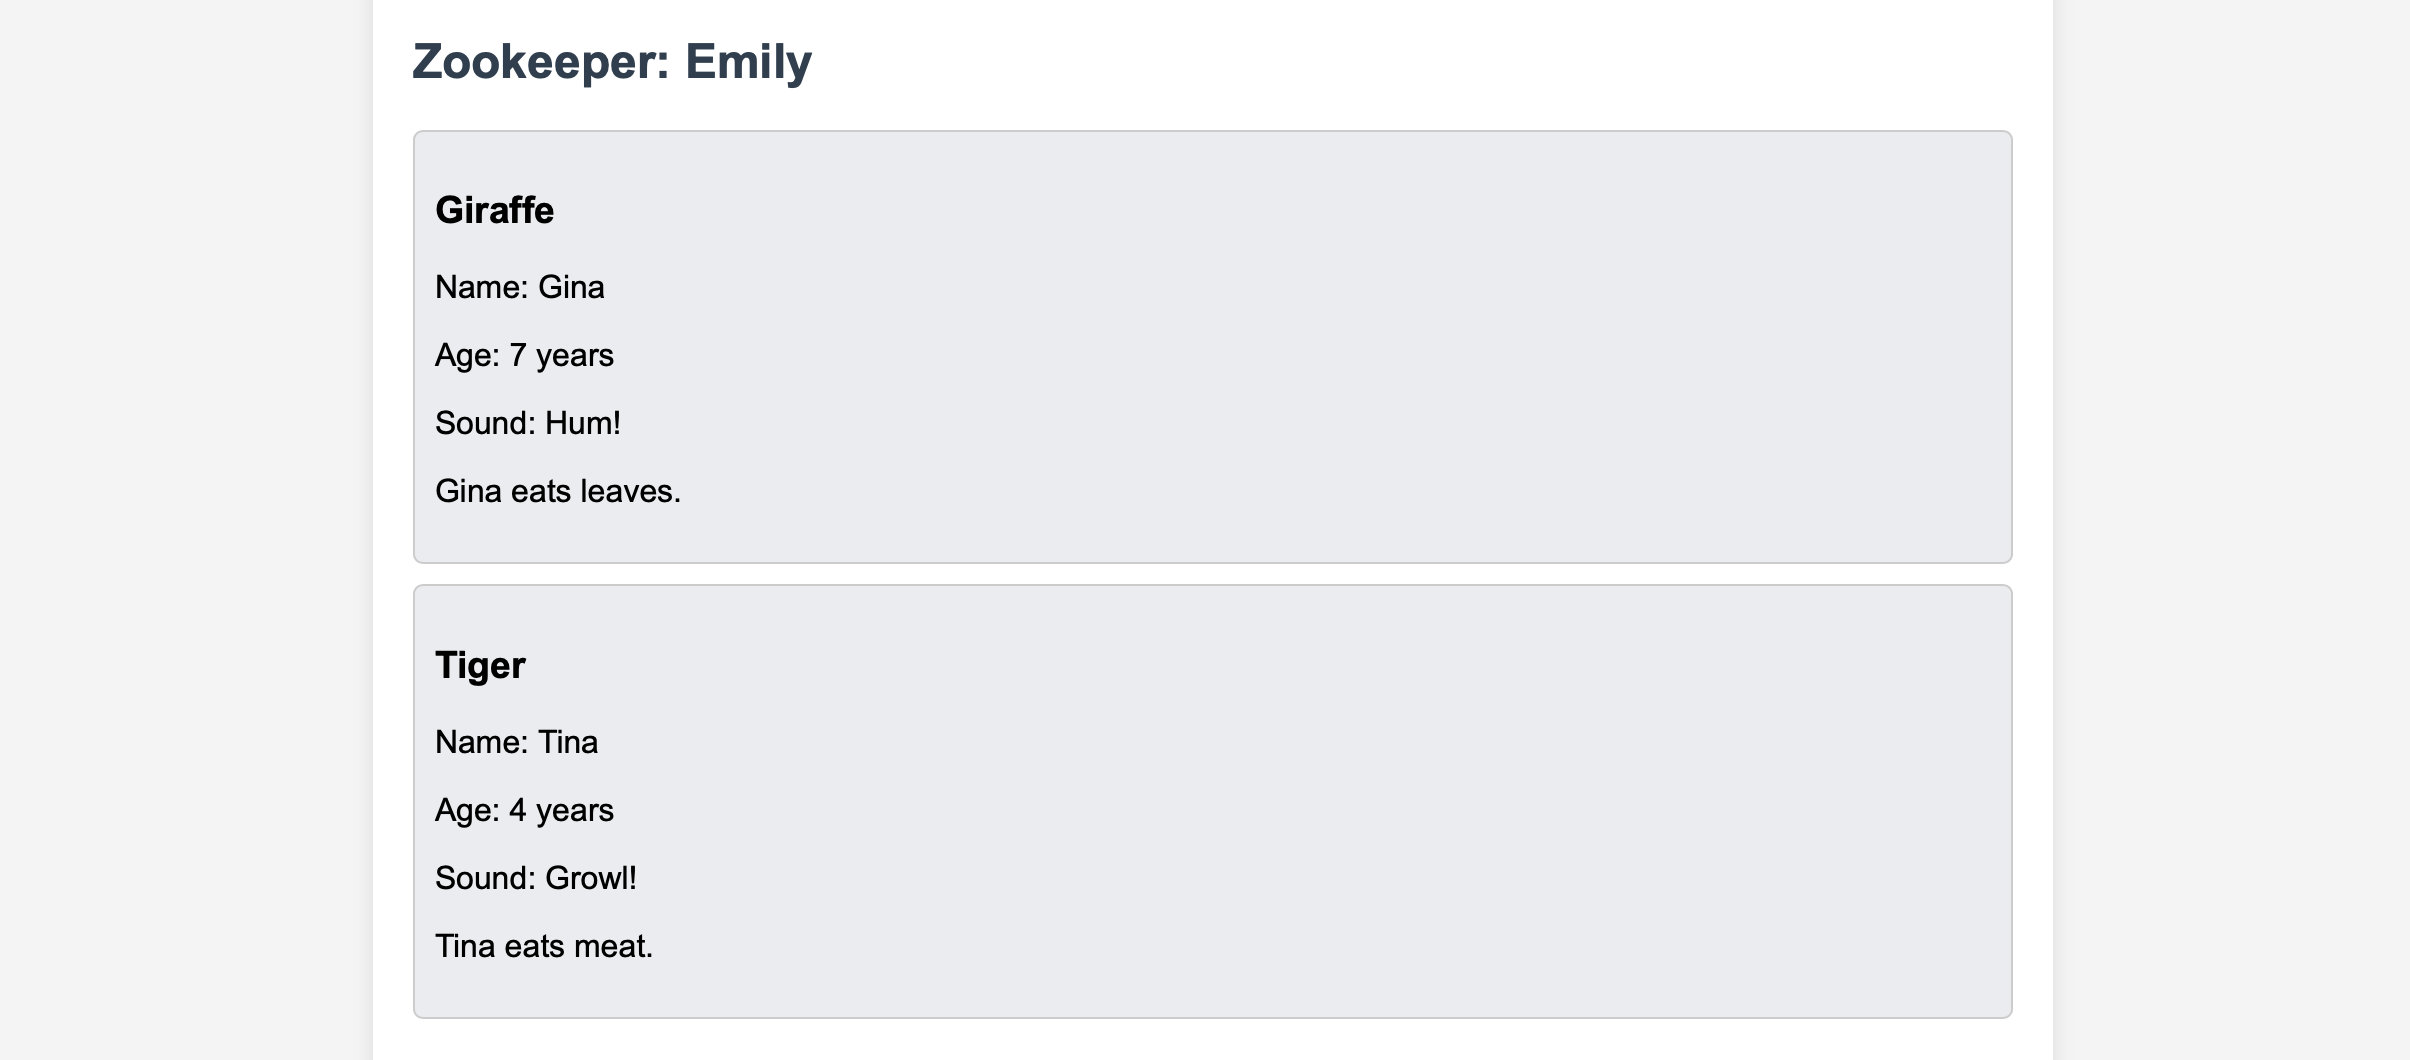 Zookeeper: Emily
Giraffe
Name: Gina
Age: 7 years
Sound: Hum!
Gina eats leaves.
Tiger
Name: Tina
Age: 4 years
Sound: Growl!
Tina eats meat.